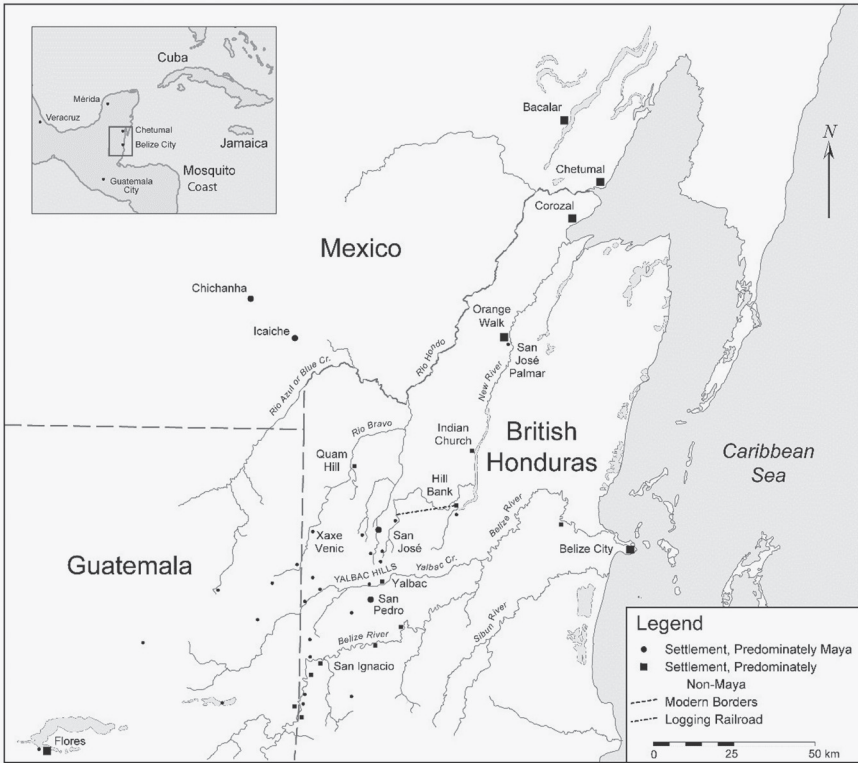 Cuba
Mérida
Veracruz
Chetumal
Belize City
Jamaica
Mosquito
Coast
Guatemala
City
N
Bacalar
Chetumal
Corozal
Mexico
Chichanha
Icaiche
Orange
Walk
San
José
Palmar
Rio Hondo
New River
Rio Azul or Blue Cr.
Rio Bravo
Indian
Church
British
Honduras
Caribbean
Sea
Quam
Hill
Hill
Bank
Belize River
Xaxe
Venic
San
José
Belize City
Guatemala
YALBAC HILLS
Yalbac Cr.
Yalbac
San
Pedro
Sibun River
Belize River
San Ignacio
Flores
Legend
Settlement, Predominately Maya
Settlement, Predominately
Non-Maya
Modern Borders
Logging Railroad
0 25 50 km